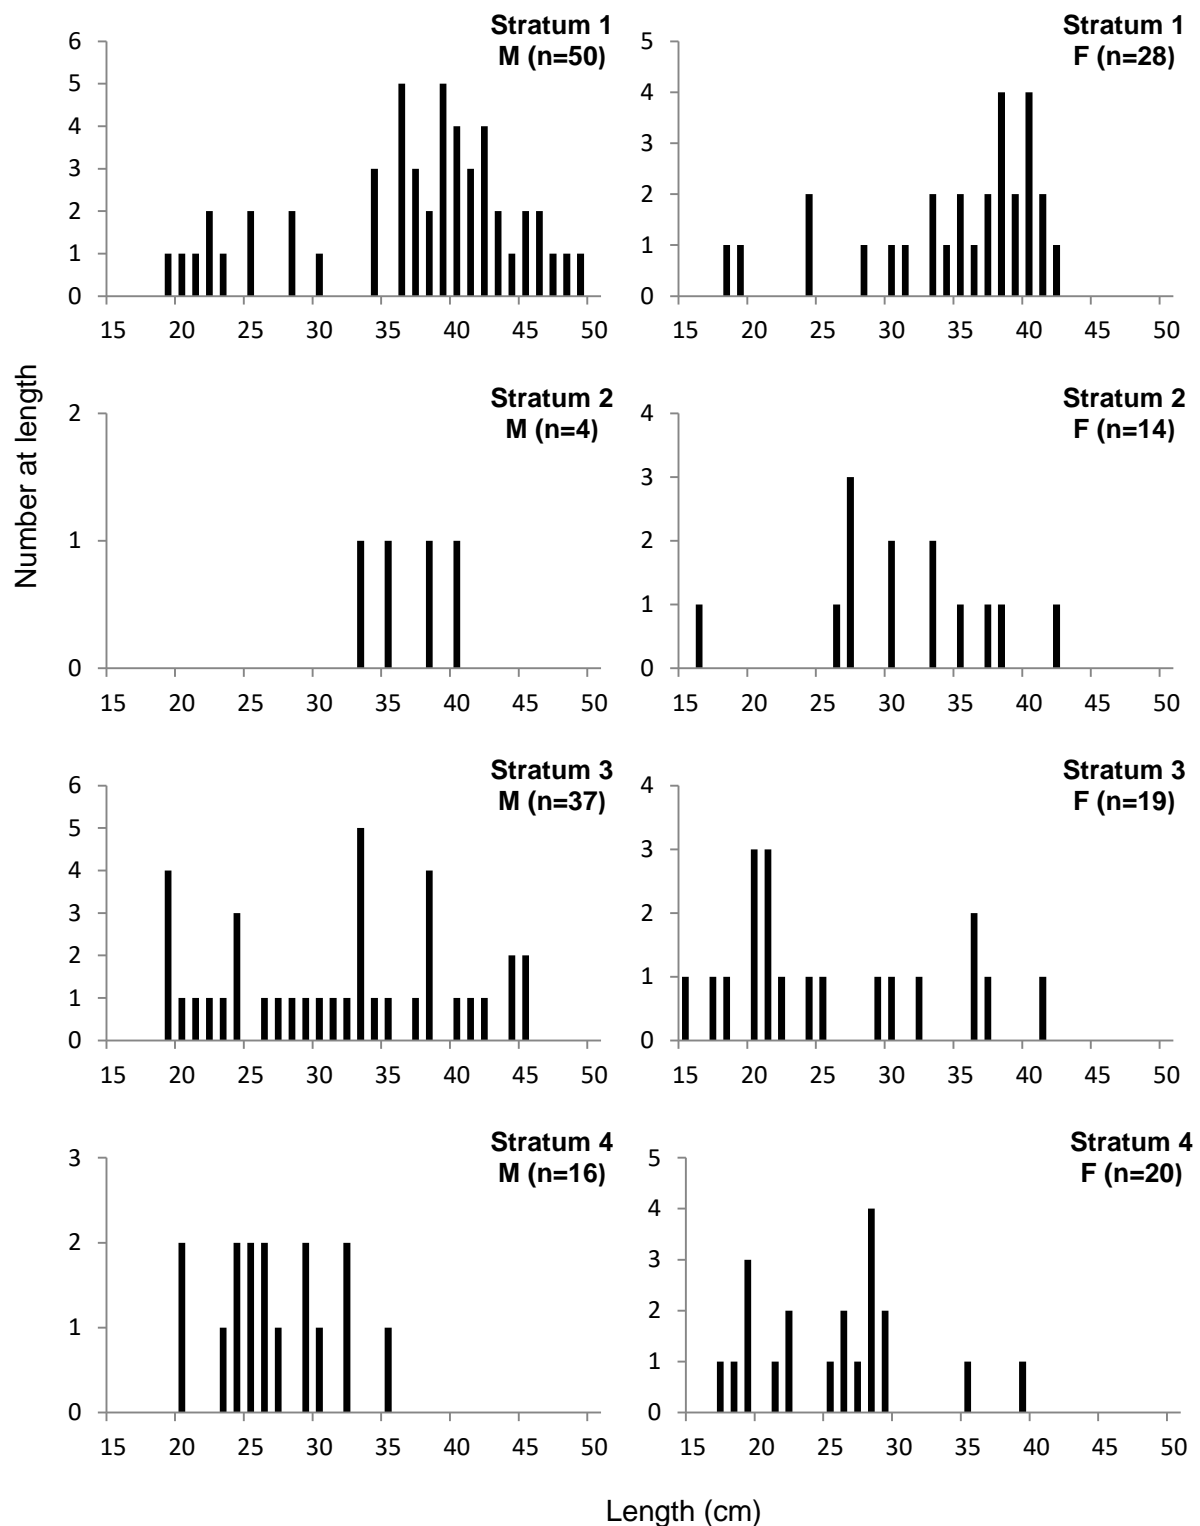 Stratum 1
M (n=50)
6
5
4
3
2
1
0
15 20 25 30 35 40 45 50
Stratum 1
F (n=28)
5
4
3
2
1
0
15 20 25 30 35 40 45 50
Number at length
Stratum 2
M (n=4)
2
1
0
15 20 25 30 35 40 45 50
Stratum 2
F (n=14)
4
3
2
1
0
15 20 25 30 35 40 45 50
Stratum 3
M (n=37)
6
5
4
3
2
1
0
15 20 25 30 35 40 45 50
Stratum 3
F (n=19)
4
3
2
1
0
15 20 25 30 35 40 45 50
Stratum 4
M (n=16)
3
2
1
0
15 20 25 30 35 40 45 50
Stratum 4
F (n=20)
5
4
3
2
1
0
15 20 25 30 35 40 45 50
Length (cm)